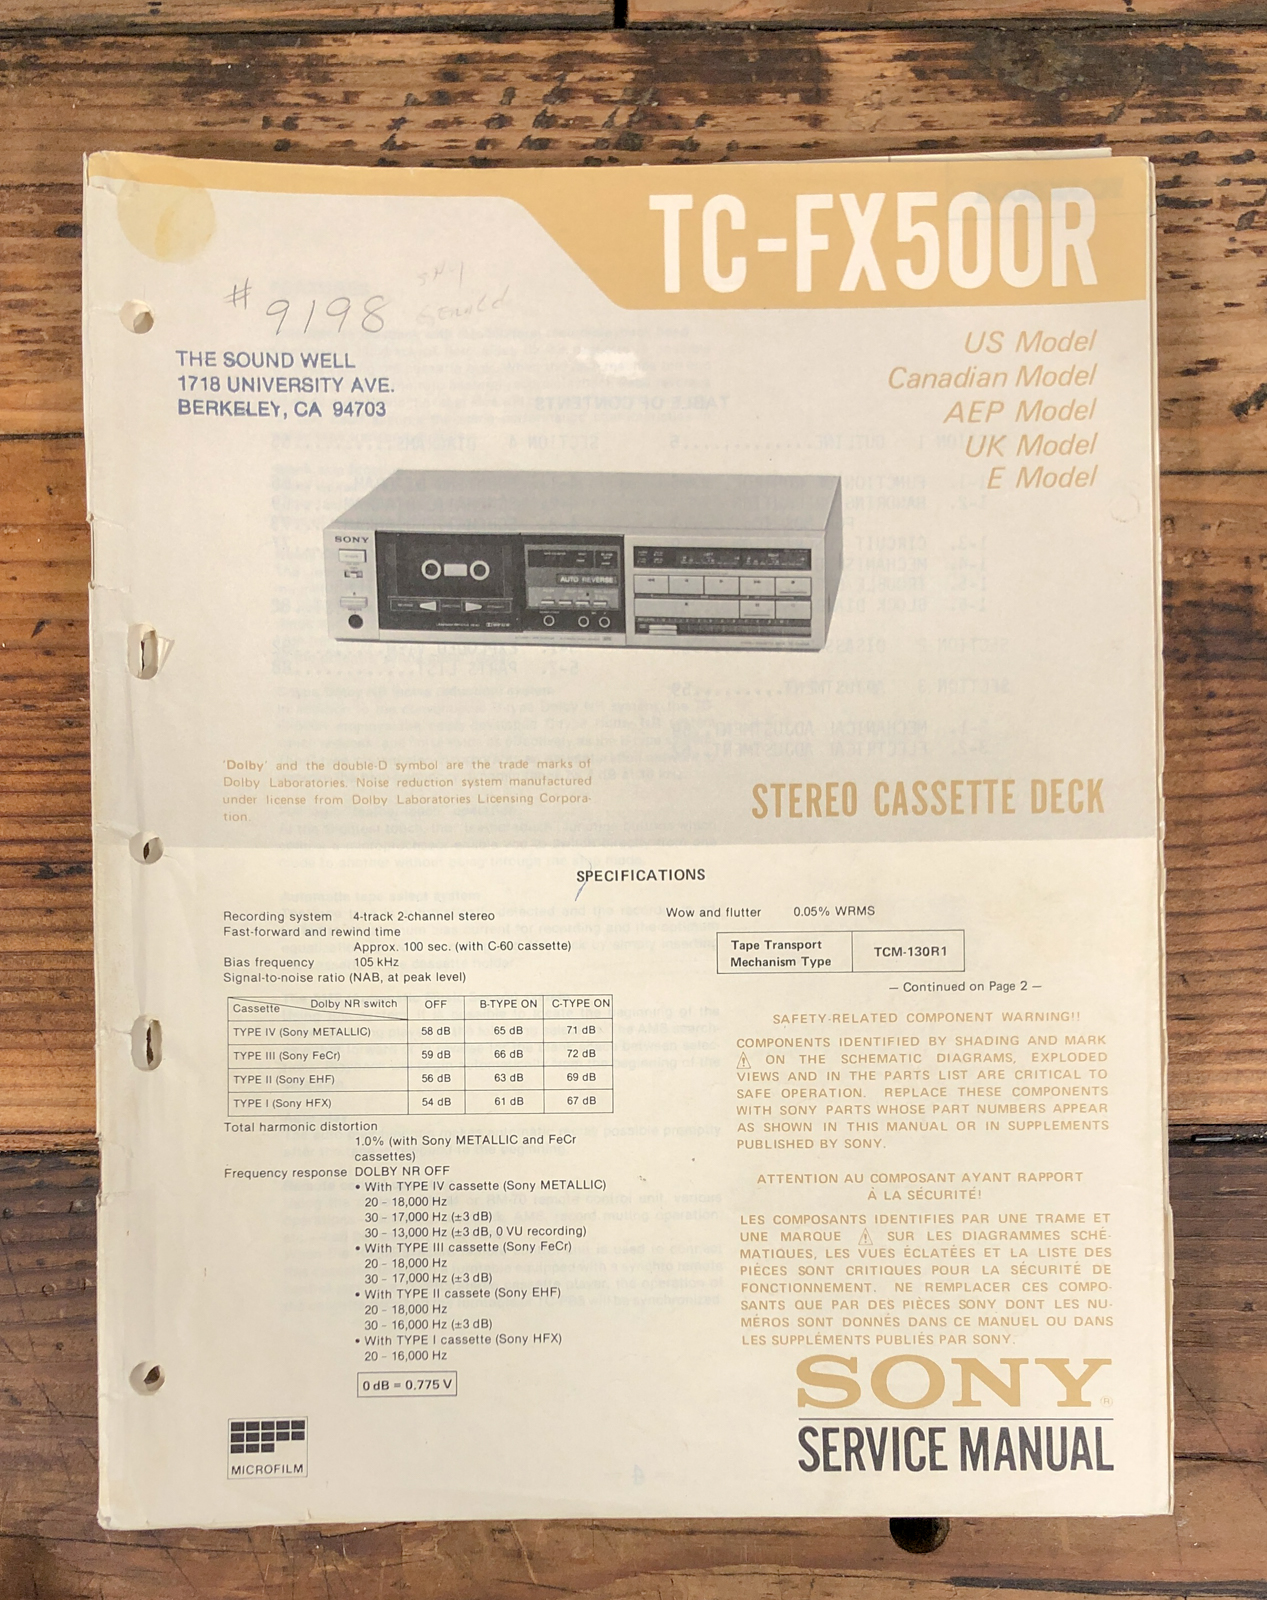 TC-FX500R
# 9198
THE SOUND WELL
1718 UNIVERSITY AVE.
BERKELEY, CA 94703
US Model
Canadian Model
AEP Model
UK Model
E Model
SONY
AUTO REVERSE
'Dolby' and the double-D symbol are the trade marks of
Dolby Laboratories. Noise reduction system manufactured
under license from Dolby Laboratories Licensing Corpora-
tion.
STEREO CASSETTE DECK
SPECIFICATIONS
Recording system 4-track 2-channel stereo
Fast-forward and rewind time
Approx. 100 sec. (with C-60 cassette)
Bias frequency 105 kHz
Signal-to-noise ratio (NAB, at peak level)
Cassette Dolby NR switch OFF B-TYPE ON C-TYPE ON
TYPE IV (Sony METALLIC) 58 dB 65 dB 71 dB
TYPE III (Sony FeCr) 59 dB 66 dB 72 dB
TYPE II (Sony EHF) 56 dB 63 dB 69 dB
TYPE I (Sony HFX) 54 dB 61 dB 67 dB
Total harmonic distortion
1.0% (with Sony METALLIC and FeCr
cassettes)
Frequency response DOLBY NR OFF
• With TYPE IV cassette (Sony METALLIC)
20 – 18,000 Hz
30 – 17,000 Hz (±3 dB)
30 – 13,000 Hz (±3 dB, 0 VU recording)
• With TYPE III cassette (Sony FeCr)
20 – 18,000 Hz
30 – 17,000 Hz (±3 dB)
• With TYPE II cassete (Sony EHF)
20 – 18,000 Hz
30 – 16,000 Hz (±3 dB)
• With TYPE I cassette (Sony HFX)
20 – 16,000 Hz
0 dB = 0.775 V
MICROFILM
Wow and flutter 0.05% WRMS
Tape Transport
Mechanism Type TCM-130R1
— Continued on Page 2 —
SAFETY-RELATED COMPONENT WARNING!!
COMPONENTS IDENTIFIED BY SHADING AND MARK
⚠ ON THE SCHEMATIC DIAGRAMS, EXPLODED
VIEWS AND IN THE PARTS LIST ARE CRITICAL TO
SAFE OPERATION. REPLACE THESE COMPONENTS
WITH SONY PARTS WHOSE PART NUMBERS APPEAR
AS SHOWN IN THIS MANUAL OR IN SUPPLEMENTS
PUBLISHED BY SONY.
ATTENTION AU COMPOSANT AYANT RAPPORT
À LA SÉCURITÉ!
LES COMPOSANTS IDENTIFIES PAR UNE TRAME ET
UNE MARQUE ⚠ SUR LES DIAGRAMMES SCHÉ-
MATIQUES, LES VUES ÉCLATÉES ET LA LISTE DES
PIÈCES SONT CRITIQUES POUR LA SÉCURITÉ DE
FONCTIONNEMENT. NE REMPLACER CES COMPO-
SANTS QUE PAR DES PIÈCES SONY DONT LES NU-
MÉROS SONT DONNÉS DANS CE MANUEL OU DANS
LES SUPPLÉMENTS PUBLIÉS PAR SONY.
SONY®
SERVICE MANUAL